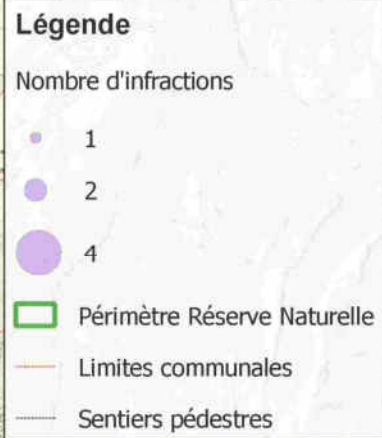 Légende
Nombre d'infractions
1
2
4
Périmètre Réserve Naturelle
Limites communales
Sentiers pédestres